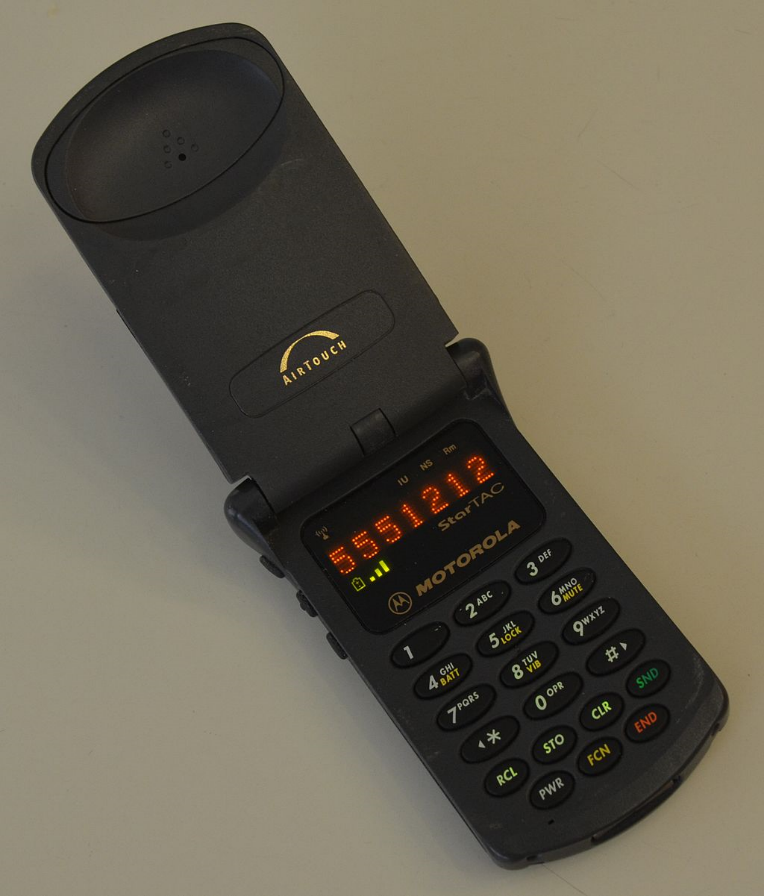 AIRTOUCH
IU NS Rm
5551212
StarTAC
MOTOROLA
1 2 ABC 3 DEF
4 GHI BATT 5 JKL LOCK 6 MNO MUTE
7 PQRS 8 TUV VIB 9 WXYZ
* 0 OPR #
RCL STO CLR SND
PWR FCN END